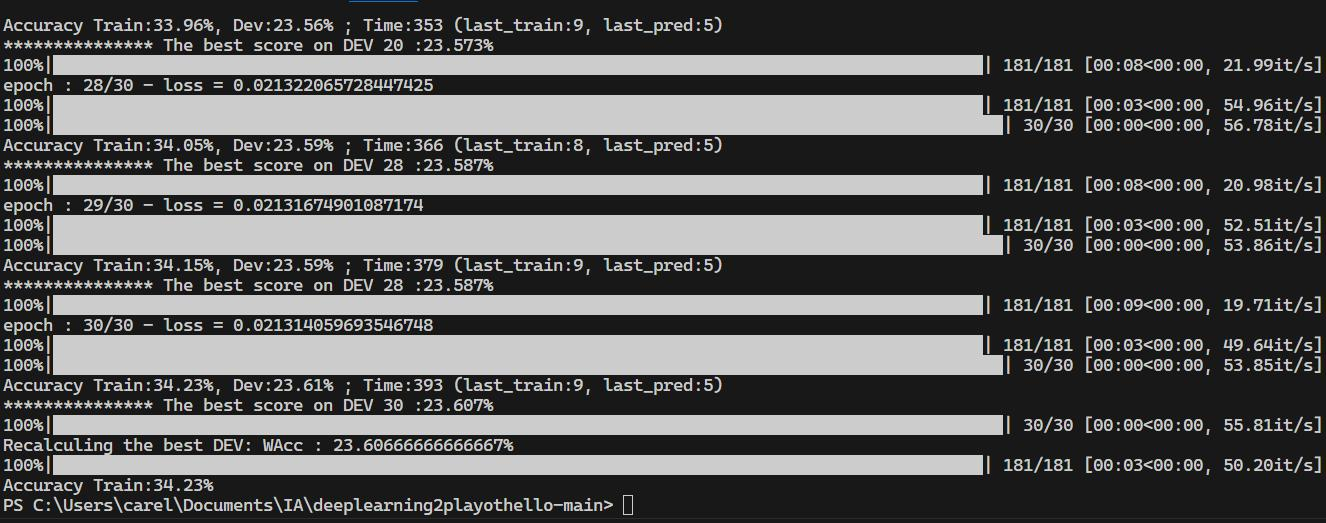 Accuracy Train:33.96%, Dev:23.56% ; Time:353 (last_train:9, last_pred:5)
*************** The best score on DEV 20 :23.573%
100%| | 181/181 [00:08<00:00, 21.99it/s]
epoch : 28/30 - loss = 0.021322065728447425
100%| | 181/181 [00:03<00:00, 54.96it/s]
100%| | 30/30 [00:00<00:00, 56.78it/s]
Accuracy Train:34.05%, Dev:23.59% ; Time:366 (last_train:8, last_pred:5)
*************** The best score on DEV 28 :23.587%
100%| | 181/181 [00:08<00:00, 20.98it/s]
epoch : 29/30 - loss = 0.02131674901087174
100%| | 181/181 [00:03<00:00, 52.51it/s]
100%| | 30/30 [00:00<00:00, 53.86it/s]
Accuracy Train:34.15%, Dev:23.59% ; Time:379 (last_train:9, last_pred:5)
*************** The best score on DEV 28 :23.587%
100%| | 181/181 [00:09<00:00, 19.71it/s]
epoch : 30/30 - loss = 0.0213140596935467​48
100%| | 181/181 [00:03<00:00, 49.64it/s]
100%| | 30/30 [00:00<00:00, 53.85it/s]
Accuracy Train:34.23%, Dev:23.61% ; Time:393 (last_train:9, last_pred:5)
*************** The best score on DEV 30 :23.607%
100%| | 30/30 [00:00<00:00, 55.81it/s]
Recalculing the best DEV: WAcc : 23.60666666666667%
100%| | 181/181 [00:03<00:00, 50.20it/s]
Accuracy Train:34.23%
PS C:\Users\carel\Documents\IA\deeplearning2playothello-main>